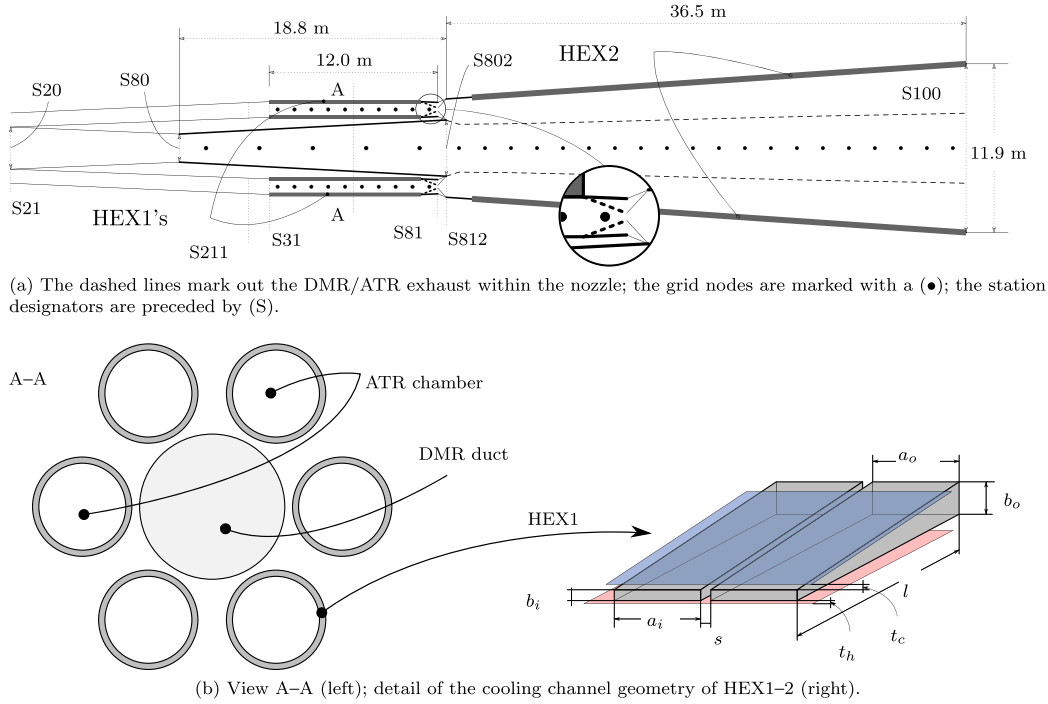 36.5 m
18.8 m
HEX2
12.0 m
S802
S80
A
S20
S100
11.9 m
S21
HEX1's
A
S81
S31
S812
S211
(a) The dashed lines mark out the DMR/ATR exhaust within the nozzle; the grid nodes are marked with a (●); the station
designators are preceded by (S).
A–A
ATR chamber
DMR duct
a_o
b_o
HEX1
b_i
a_i
s
l
t_c
t_h
(b) View A–A (left); detail of the cooling channel geometry of HEX1–2 (right).